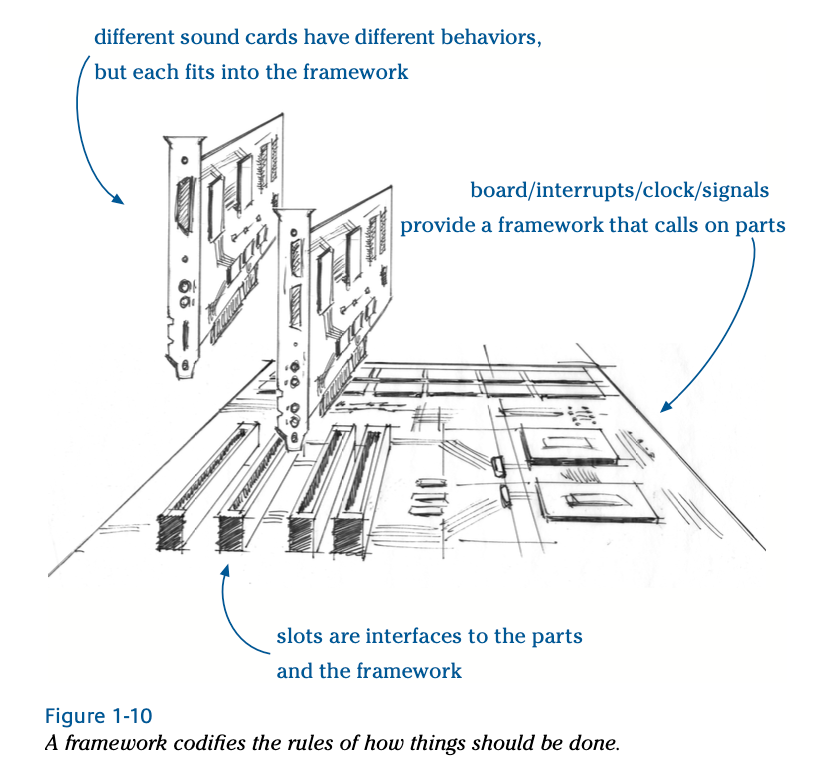 different sound cards have different behaviors,
but each fits into the framework
board/interrupts/clock/signals
provide a framework that calls on parts
slots are interfaces to the parts
and the framework
Figure 1-10
A framework codifies the rules of how things should be done.